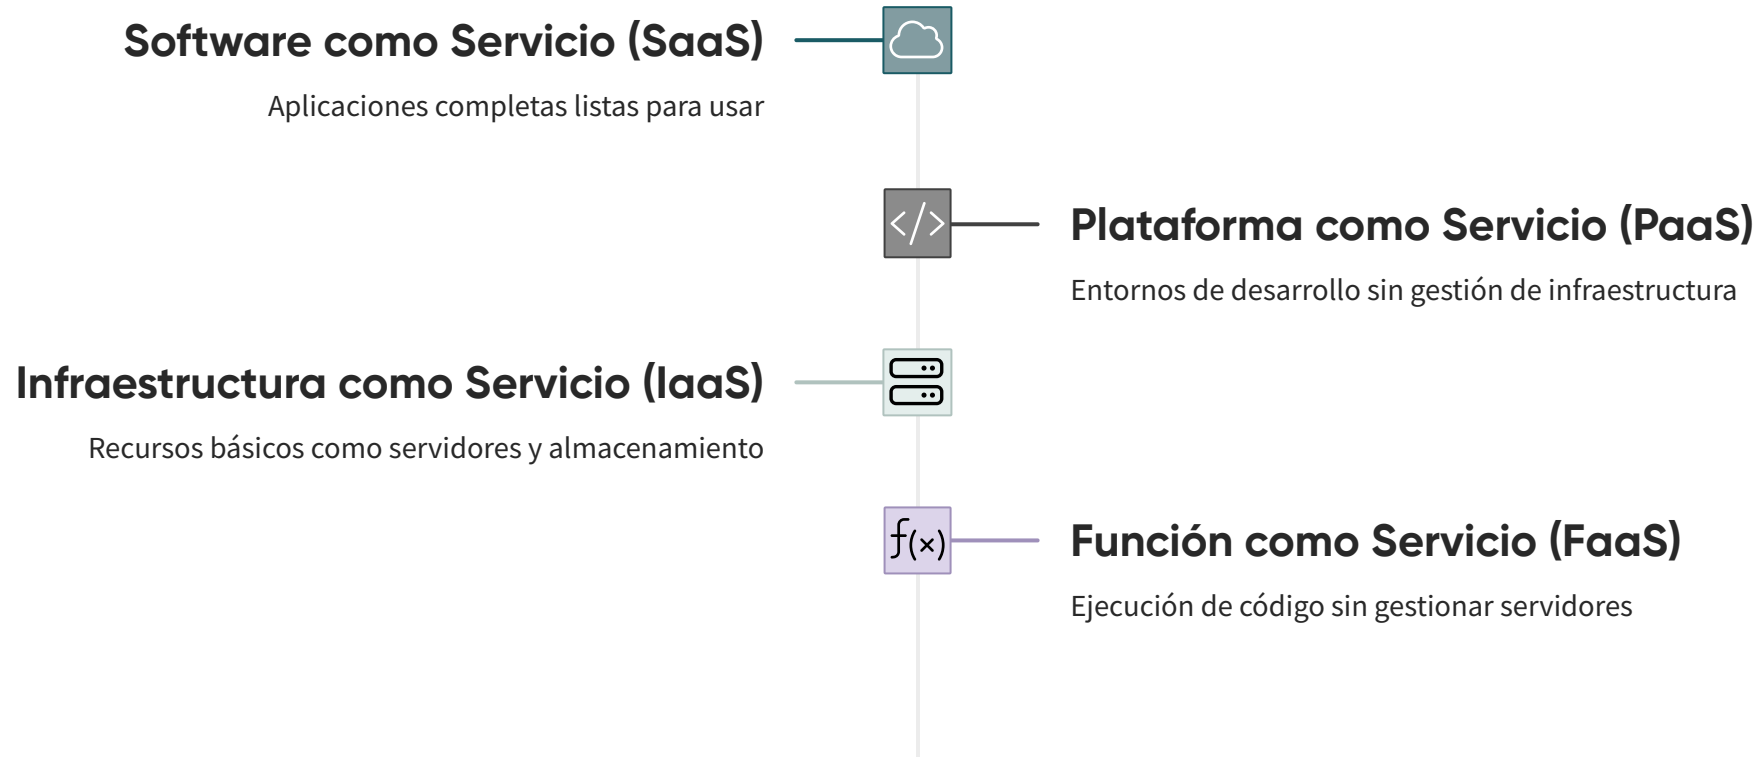 Software como Servicio (SaaS)
Aplicaciones completas listas para usar
</>
Plataforma como Servicio (PaaS)
Entornos de desarrollo sin gestión de infraestructura
Infraestructura como Servicio (IaaS)
Recursos básicos como servidores y almacenamiento
f(x)
Función como Servicio (FaaS)
Ejecución de código sin gestionar servidores